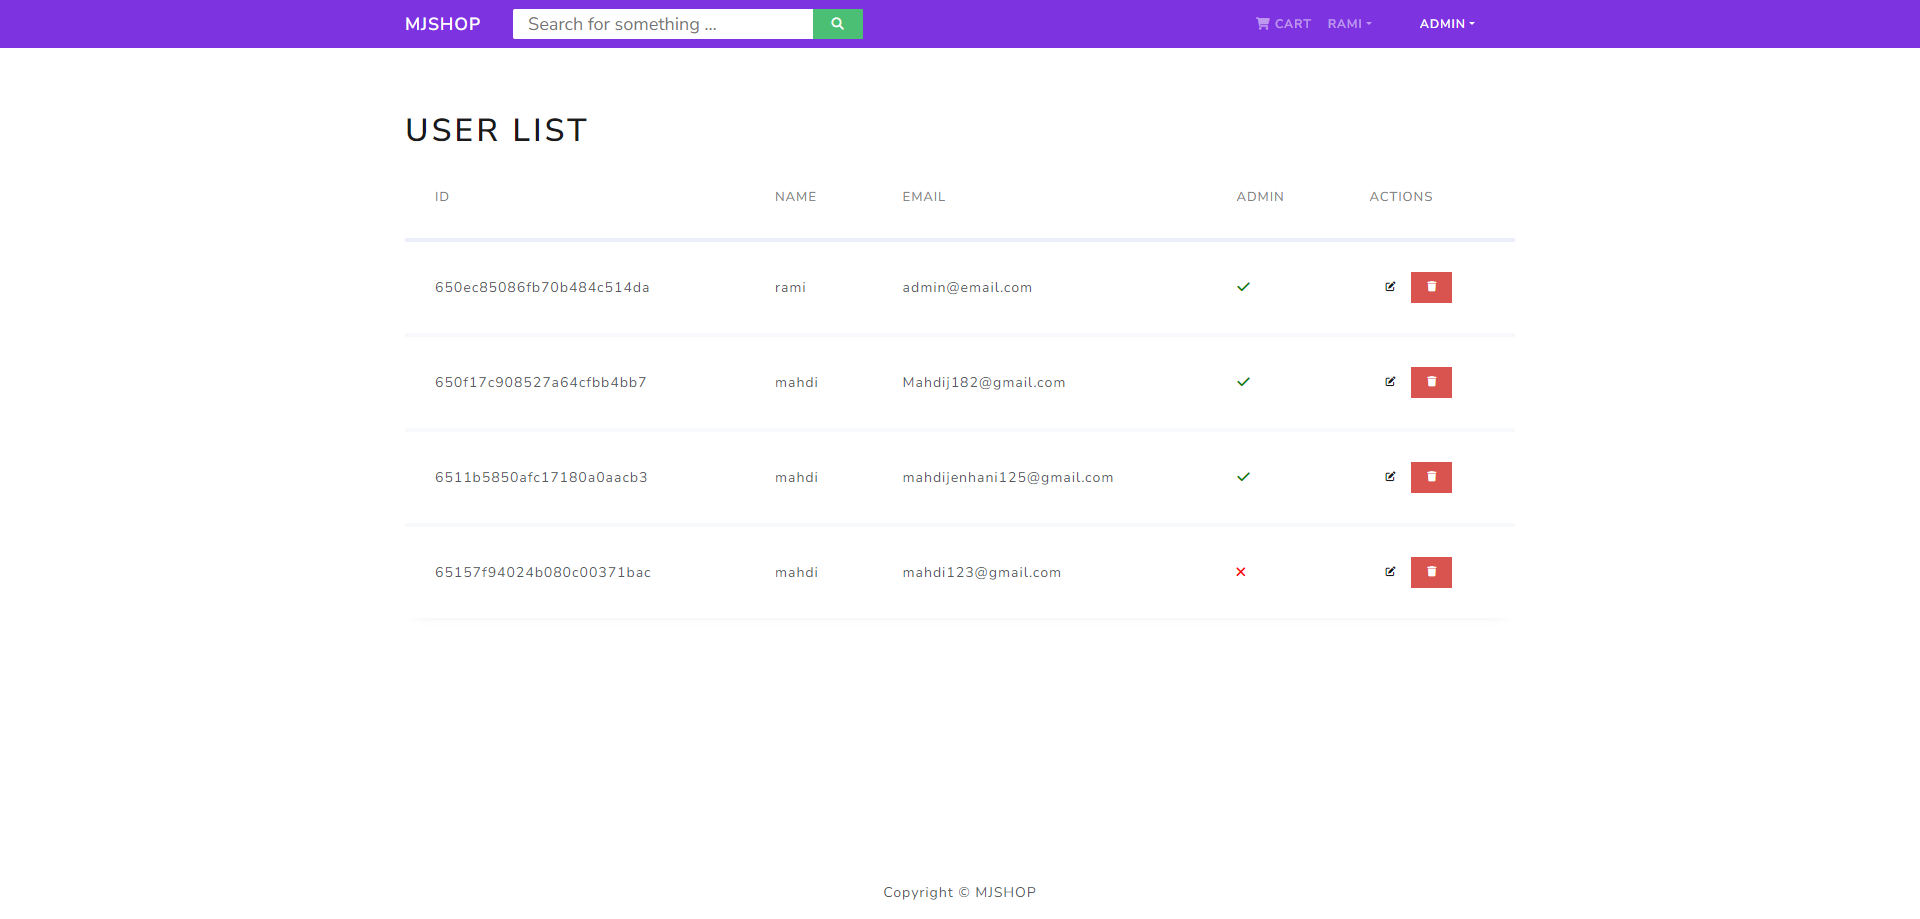 MJSHOP Search for something ... CART RAMI ADMIN
USER LIST
ID NAME EMAIL ADMIN ACTIONS
650ec85086fb70b484c514da rami admin@email.com
650f17c908527a64cfbb4bb7 mahdi Mahdij182@gmail.com
6511b5850afc17180a0aacb3 mahdi mahdijenhani125@gmail.com
65157f94024b080c00371bac mahdi mahdi123@gmail.com
Copyright © MJSHOP